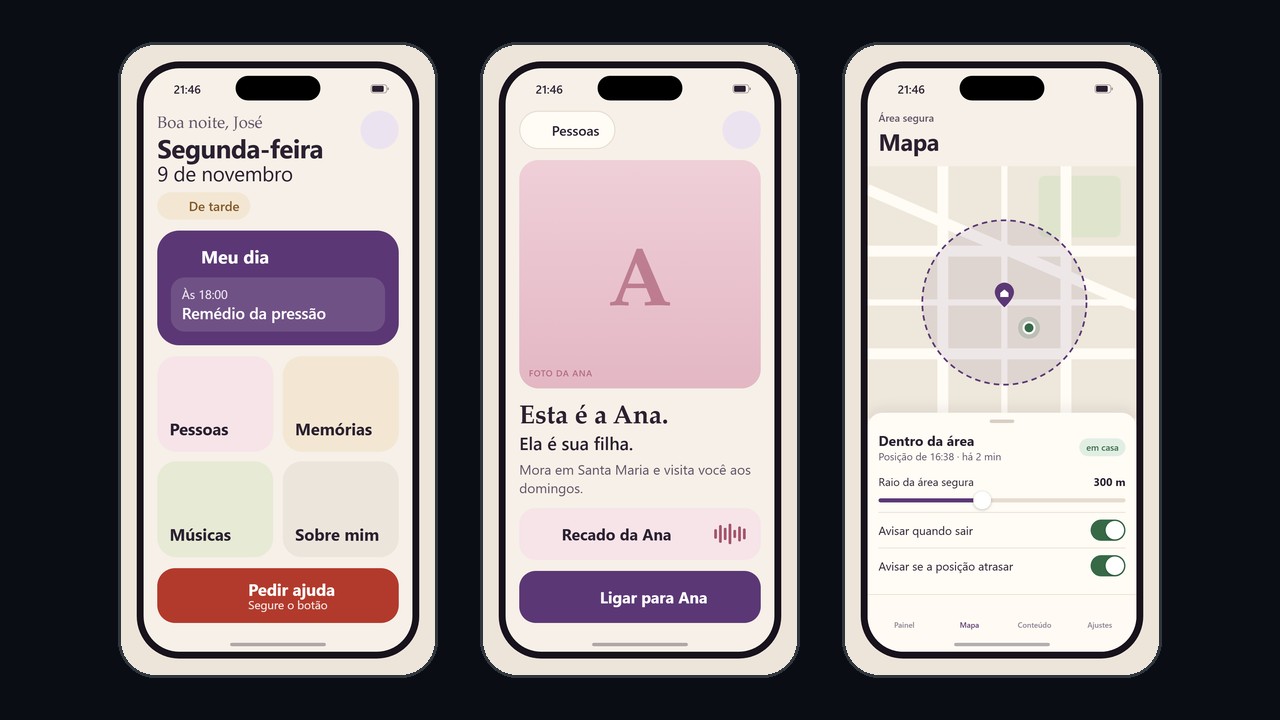 21:46
Boa noite, José
Segunda-feira
9 de novembro
De tarde
Meu dia
Às 18:00
Remédio da pressão
Pessoas
Memórias
Músicas
Sobre mim
Pedir ajuda
Segure o botão
21:46
Pessoas
A
FOTO DA ANA
Esta é a Ana.
Ela é sua filha.
Mora em Santa Maria e visita você aos
domingos.
Recado da Ana
Ligar para Ana
21:46
Área segura
Mapa
Dentro da área
em casa
Posição de 16:38 · há 2 min
Raio da área segura
300 m
Avisar quando sair
Avisar se a posição atrasar
Painel
Mapa
Conteúdo
Ajustes